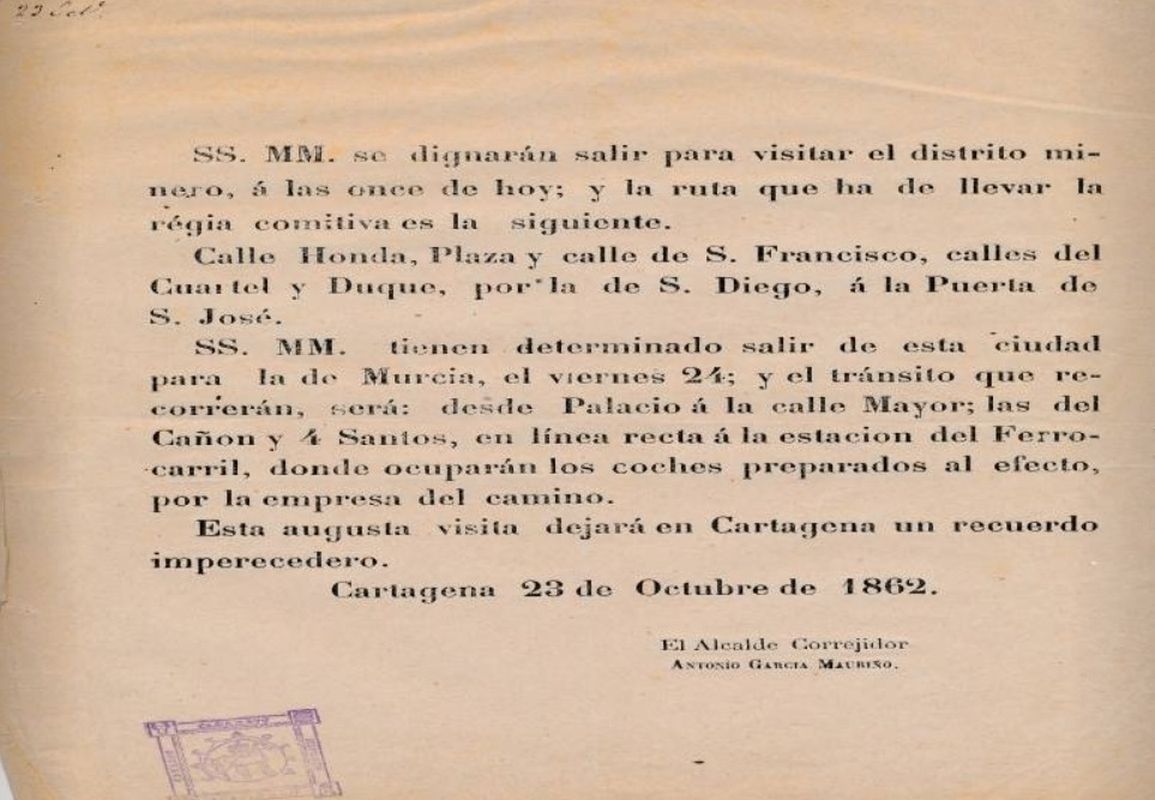 SS. MM. se dignarán salir para visitar el distrito mi-
nero, á las once de hoy; y la ruta que ha de llevar la
régia comitiva es la siguiente.
Calle Honda, Plaza y calle de S. Francisco, calles del
Cuartel y Duque, por la de S. Diego, á la Puerta de
S. José.
SS. MM. tienen determinado salir de esta ciudad
para la de Murcia, el viernes 24; y el tránsito que re-
correrán, será: desde Palacio á la calle Mayor; las del
Cañon y 4 Santos, en línea recta á la estacion del Ferro-
carril, donde ocuparán los coches preparados al efecto,
por la empresa del camino.
Esta augusta visita dejará en Cartagena un recuerdo
imperecedero.
Cartagena 23 de Octubre de 1862.
El Alcalde Correjidor
Antonio Garcia Mauriño.